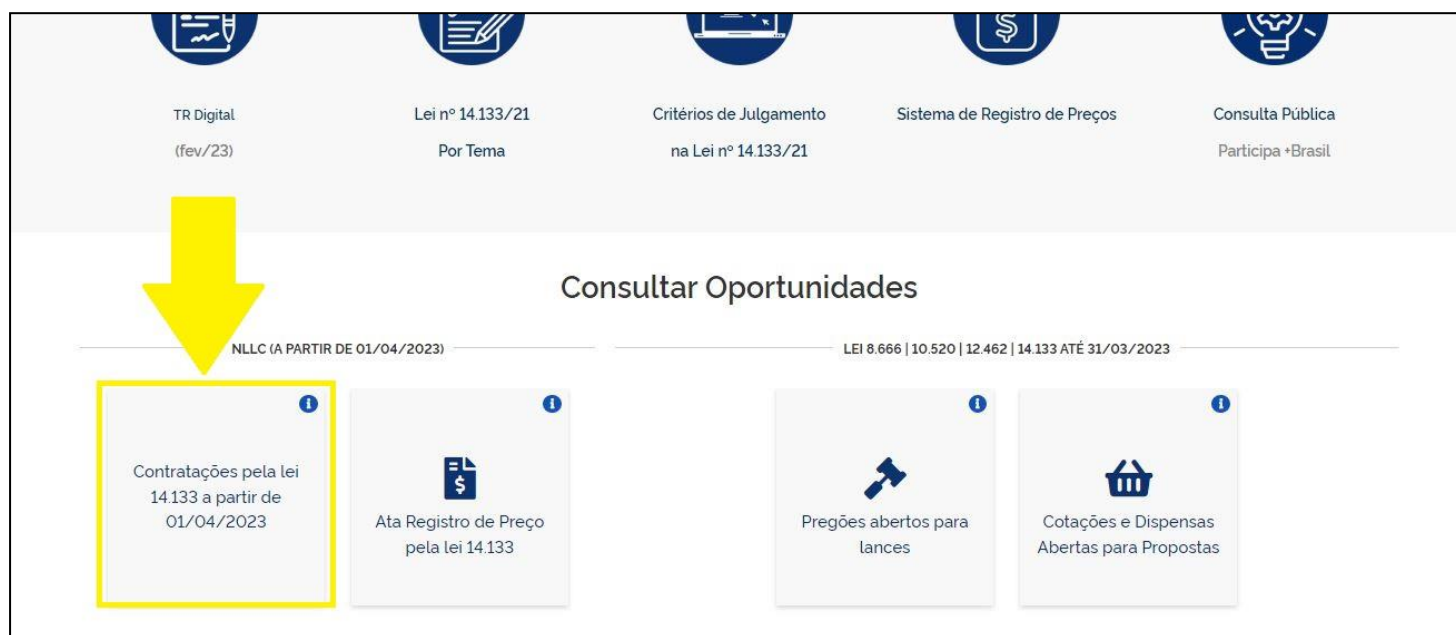 TR Digital
(fev/23)
Lei nº 14.133/21
Por Tema
Critérios de Julgamento
na Lei nº 14.133/21
Sistema de Registro de Preços
Consulta Pública
Participa +Brasil
Consultar Oportunidades
NLLC (A PARTIR DE 01/04/2023)
LEI 8.666 | 10.520 | 12.462 | 14.133 ATÉ 31/03/2023
Contratações pela lei
14.133 a partir de
01/04/2023
Ata Registro de Preço
pela lei 14.133
Pregões abertos para
lances
Cotações e Dispensas
Abertas para Propostas